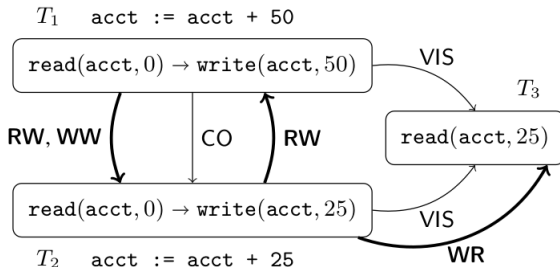 T₁ acct := acct + 50
read(acct, 0) → write(acct, 50)
VIS
T₃
RW, WW
CO
RW
read(acct, 25)
read(acct, 0) → write(acct, 25)
VIS
WR
T₂ acct := acct + 25